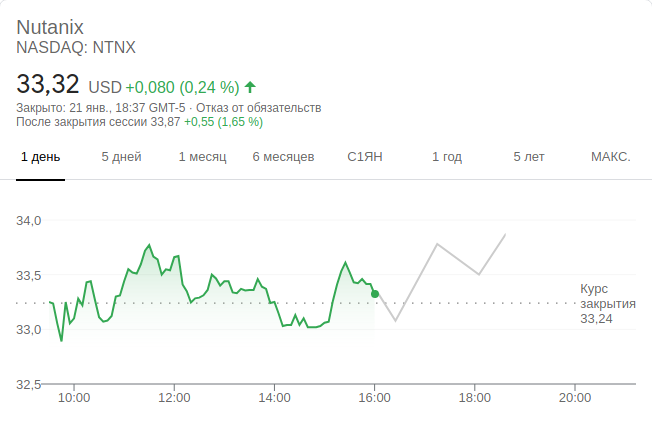 Nutanix
NASDAQ: NTNX
33,32 USD +0,080 (0,24 %)
Закрыто: 21 янв., 18:37 GMT-5 · Отказ от обязательств
После закрытия сессии 33,87 +0,55 (1,65 %)
1 день 5 дней 1 месяц 6 месяцев С1ЯН 1 год 5 лет МАКС.
34,0
33,5
Курс
закрытия
33,24
33,0
32,5
10:00 12:00 14:00 16:00 18:00 20:00